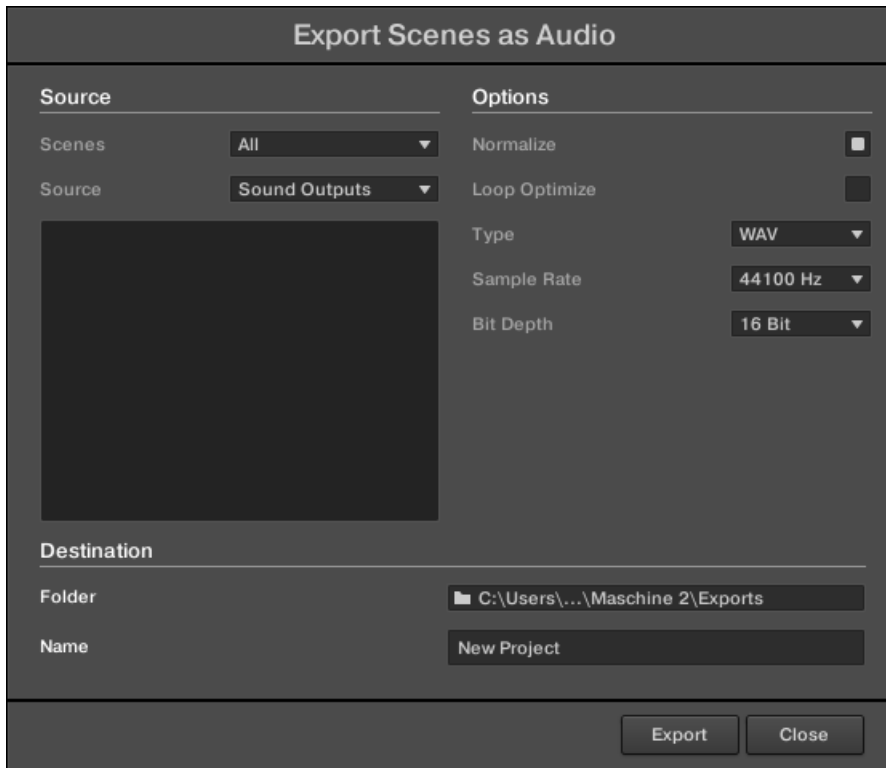 Export Scenes as Audio
Source
Scenes All
Source Sound Outputs
Options
Normalize
Loop Optimize
Type WAV
Sample Rate 44100 Hz
Bit Depth 16 Bit
Destination
Folder C:\Users\...\Maschine 2\Exports
Name New Project
Export Close